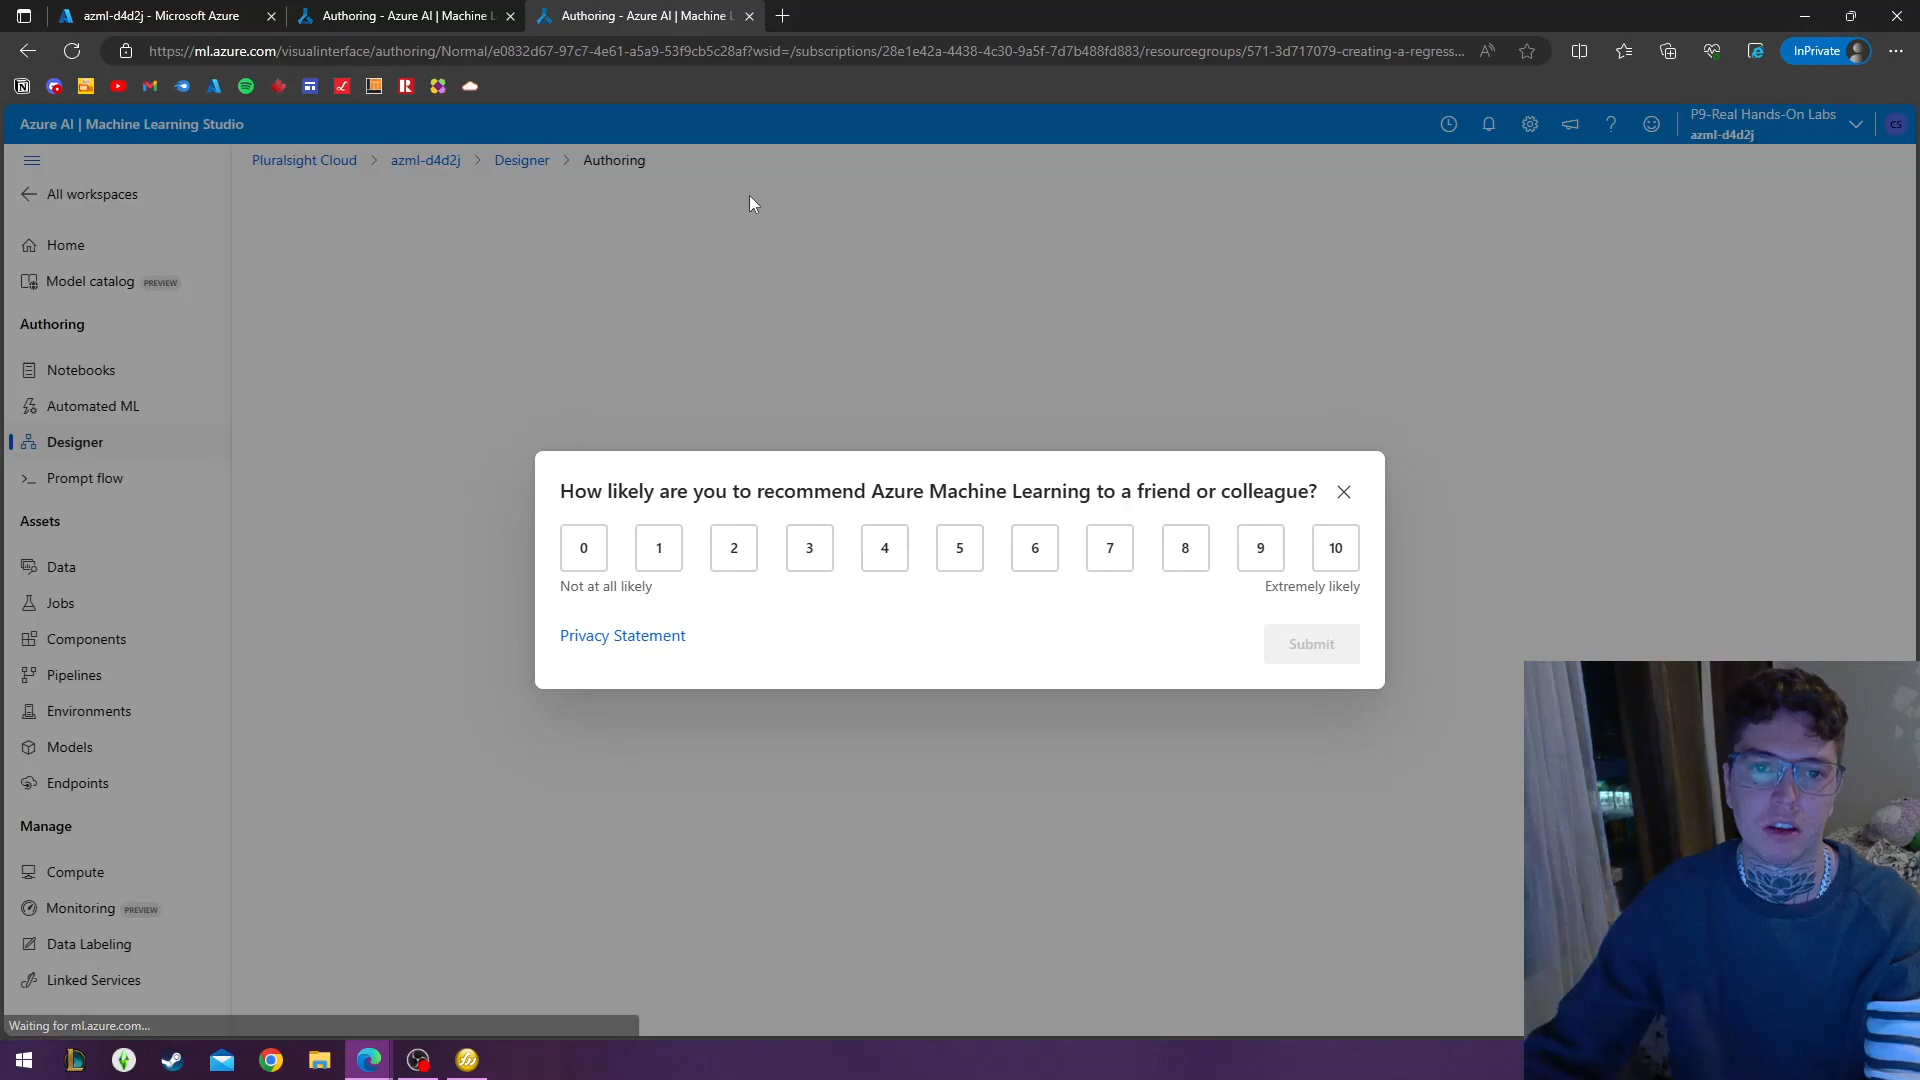 azml-d4d2j - Microsoft Azure
Authoring - Azure AI | Machine L
Authoring - Azure AI | Machine L
https://ml.azure.com/visualinterface/authoring/Normal/e0832d67-97c7-4e61-a5a9-53f9cb5c28af?wsid=/subscriptions/28e1e42a-4438-4c30-9a5f-7d7b488fd883/resourcegroups/571-3d717079-creating-a-regress...
InPrivate
Azure AI | Machine Learning Studio
P9-Real Hands-On Labs
azml-d4d2j
CS
Pluralsight Cloud > azml-d4d2j > Designer > Authoring
All workspaces
Home
Model catalog PREVIEW
Authoring
Notebooks
Automated ML
Designer
Prompt flow
Assets
Data
Jobs
Components
Pipelines
Environments
Models
Endpoints
Manage
Compute
Monitoring PREVIEW
Data Labeling
Linked Services
How likely are you to recommend Azure Machine Learning to a friend or colleague?
0 1 2 3 4 5 6 7 8 9 10
Not at all likely Extremely likely
Privacy Statement
Submit
Waiting for ml.azure.com...